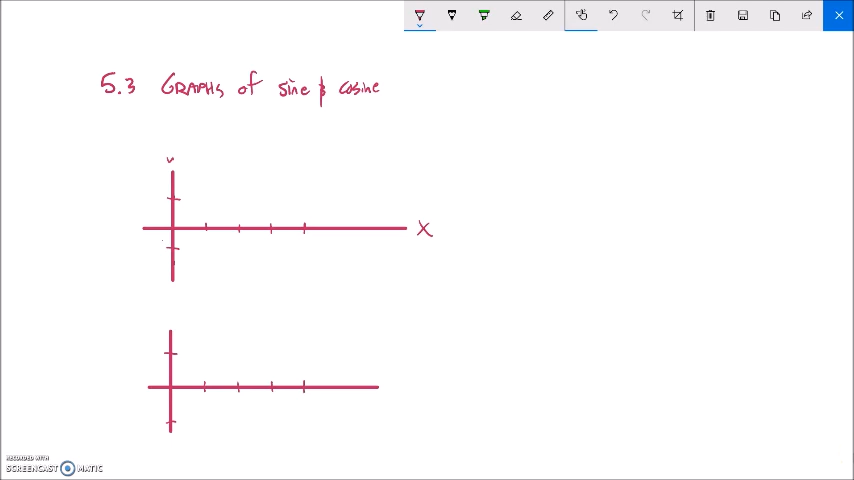 5.3 GRAPHS of sine & cosine
X
RECORDED WITH
SCREENCAST MATIC